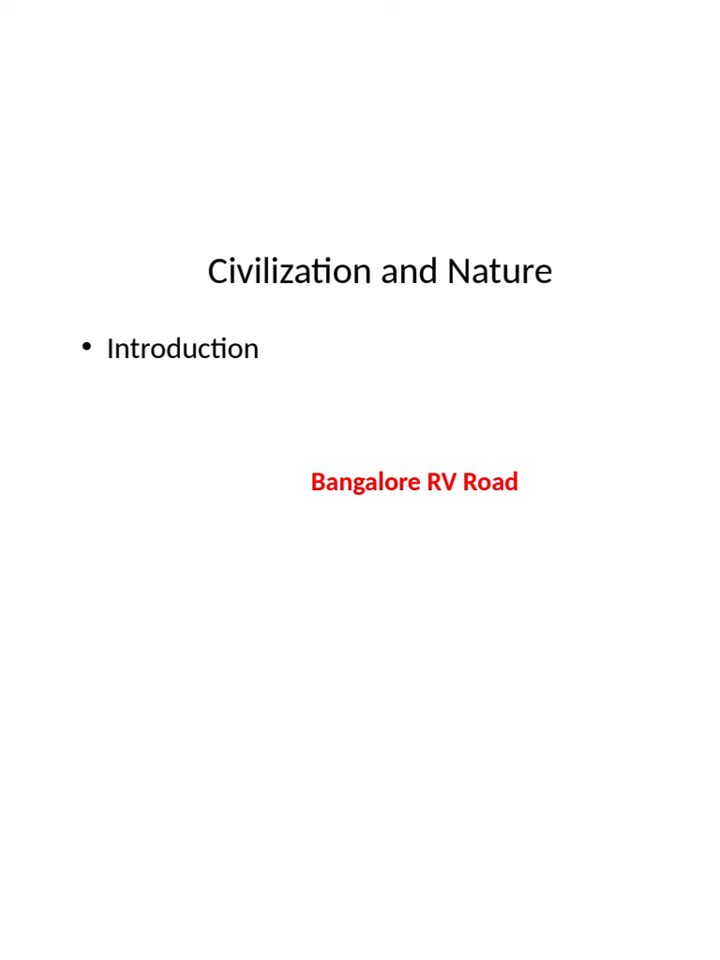 Civilization and Nature
• Introduction
Bangalore RV Road